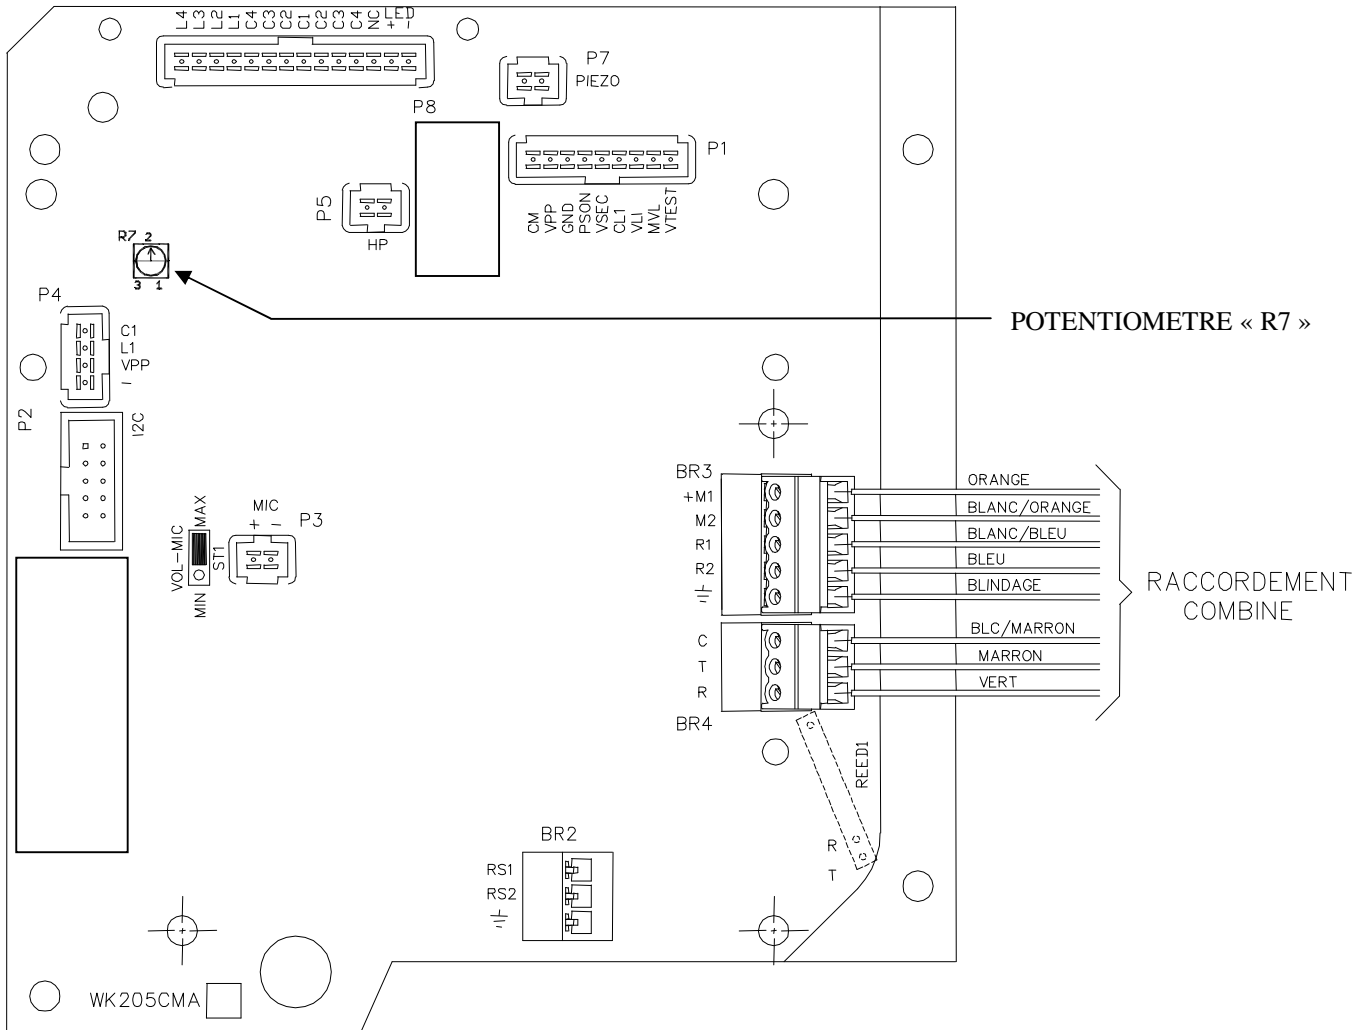 L4 L3 L2 L1 C4 C3 C2 C1 C2 C3 C4 NC LED + -
P8
P7
PIEZO
P1
CM VPP GND PSON VSEC CL1 VLI MVL VTEST
P5
HP
R7 2
3 1
POTENTIOMETRE « R7 »
P4
C1
L1
VPP
-
P2
I2C
VOL-MIC
MAX
MIN
ST1
MIC
+ -
P3
BR3
+M1
M2
R1
R2
ORANGE
BLANC/ORANGE
BLANC/BLEU
BLEU
BLINDAGE
C
T
R
BR4
BLC/MARRON
MARRON
VERT
RACCORDEMENT
COMBINE
REED1
R
T
BR2
RS1
RS2
WK205CMA